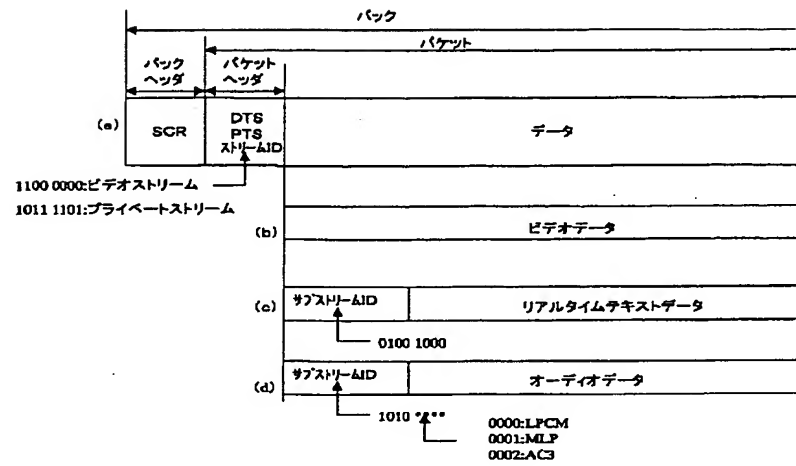 パック
パケット
パック
ヘッダ
パケット
ヘッダ
(a)
SCR
DTS
PTS
ストリームID
データ
1100 0000:ビデオストリーム
1011 1101:プライベートストリーム
(b)
ビデオデータ
(c)
サブストリームID
リアルタイムテキストデータ
0100 1000
(d)
サブストリームID
オーディオデータ
1010 ****
0000:LPCM
0001:MLP
0002:AC3